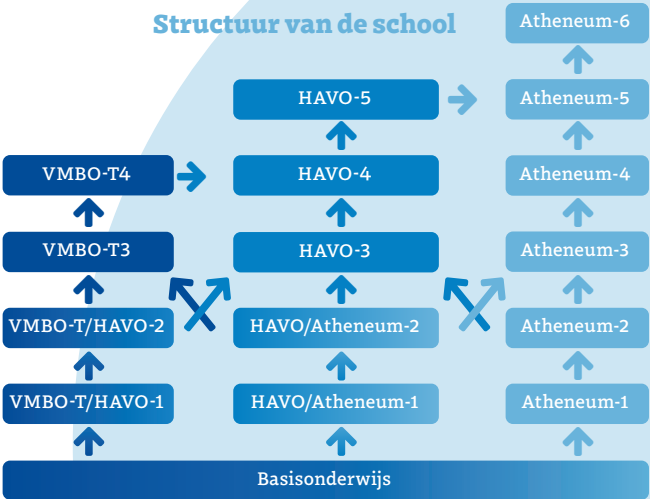 Structuur van de school
Atheneum-6
HAVO-5
Atheneum-5
VMBO-T4
HAVO-4
Atheneum-4
VMBO-T3
HAVO-3
Atheneum-3
VMBO-T/HAVO-2
HAVO/Atheneum-2
Atheneum-2
VMBO-T/HAVO-1
HAVO/Atheneum-1
Atheneum-1
Basisonderwijs